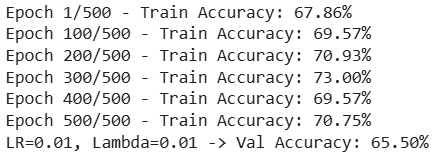 Epoch 1/500 - Train Accuracy: 67.86%
Epoch 100/500 - Train Accuracy: 69.57%
Epoch 200/500 - Train Accuracy: 70.93%
Epoch 300/500 - Train Accuracy: 73.00%
Epoch 400/500 - Train Accuracy: 69.57%
Epoch 500/500 - Train Accuracy: 70.75%
LR=0.01, Lambda=0.01 -> Val Accuracy: 65.50%